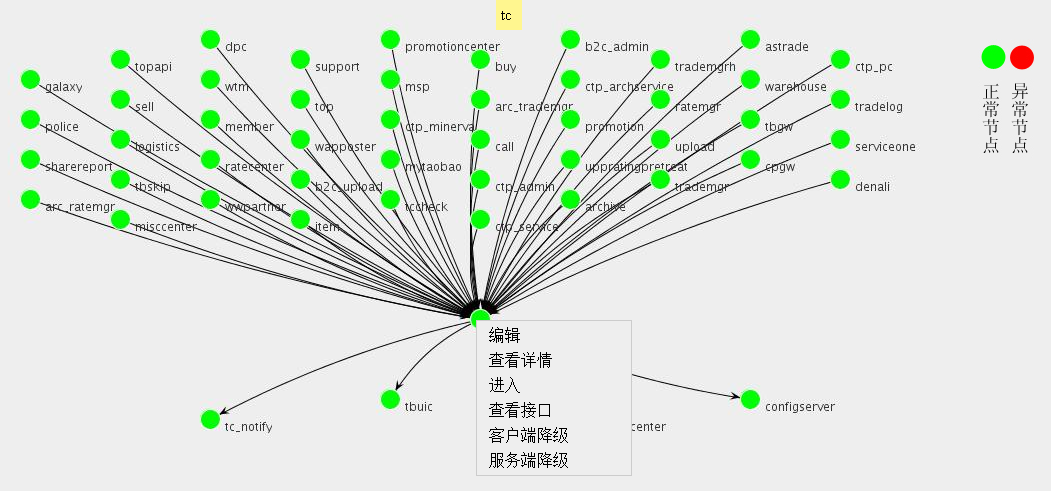 tc
dpc
promotioncenter
b2c_admin
astrade
topapi
support
buy
trademgrh
ctp_pc
galaxy
wtm
msp
ctp_archservice
warehouse
sell
top
arc_trademgr
ratemgr
tradelog
police
member
ctp_minerva
promotion
tbgw
logistics
wapposter
call
upload
serviceone
sharereport
ratecenter
mytaobao
uppratingpretreat
cpgw
tbskip
b2c_upload
ctp_admin
trademgr
denali
arc_ratemgr
wwpartner
tccheck
archive
misccenter
item
ctp_service
正常节点
异常节点
编辑
查看详情
进入
查看接口
客户端降级
服务端降级
tbuic
configserver
tc_notify
center